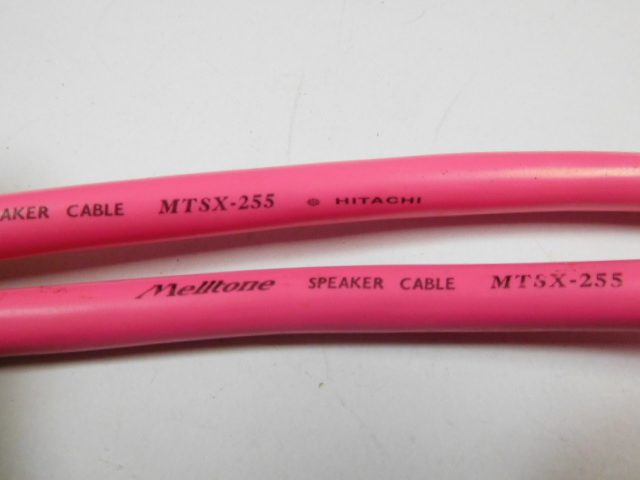 AKER CABLE MTSX-255 HITACHI
Melltone SPEAKER CABLE MTSX-255